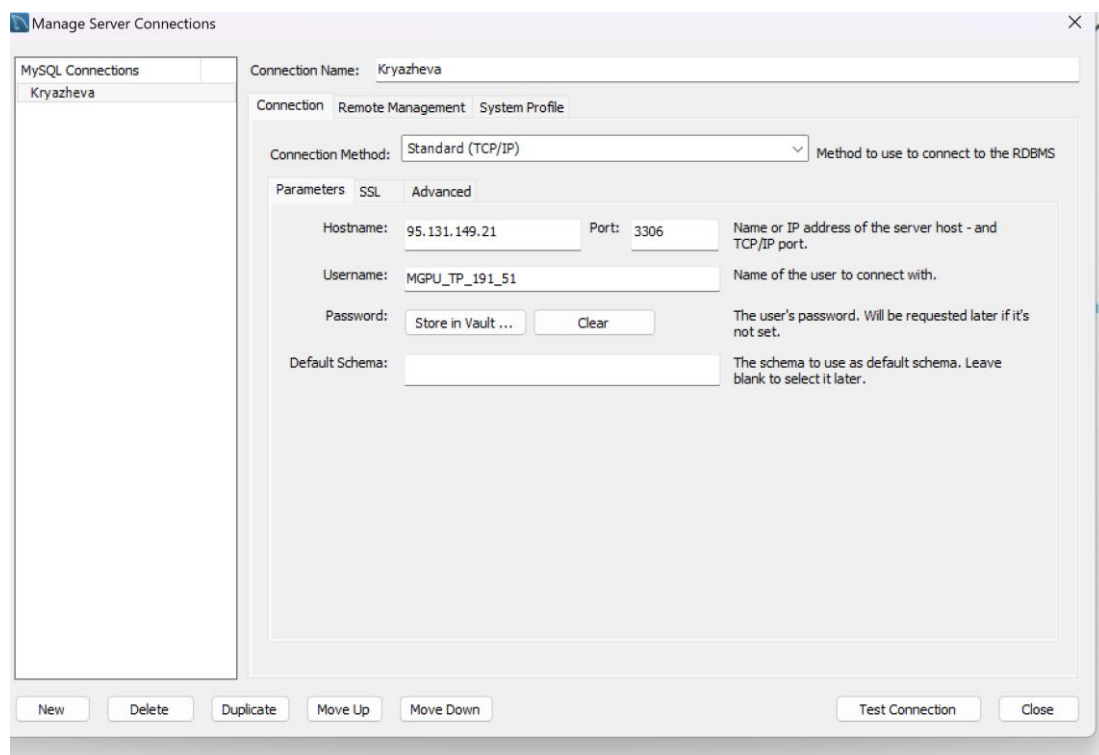 Manage Server Connections
MySQL Connections
Kryazheva
Connection Name: Kryazheva
Connection Remote Management System Profile
Connection Method: Standard (TCP/IP) Method to use to connect to the RDBMS
Parameters SSL Advanced
Hostname: 95.131.149.21 Port: 3306 Name or IP address of the server host - and
TCP/IP port.
Username: MGPU_TP_191_51 Name of the user to connect with.
Password: Store in Vault ... Clear The user's password. Will be requested later if it's
not set.
Default Schema: The schema to use as default schema. Leave
blank to select it later.
New Delete Duplicate Move Up Move Down Test Connection Close